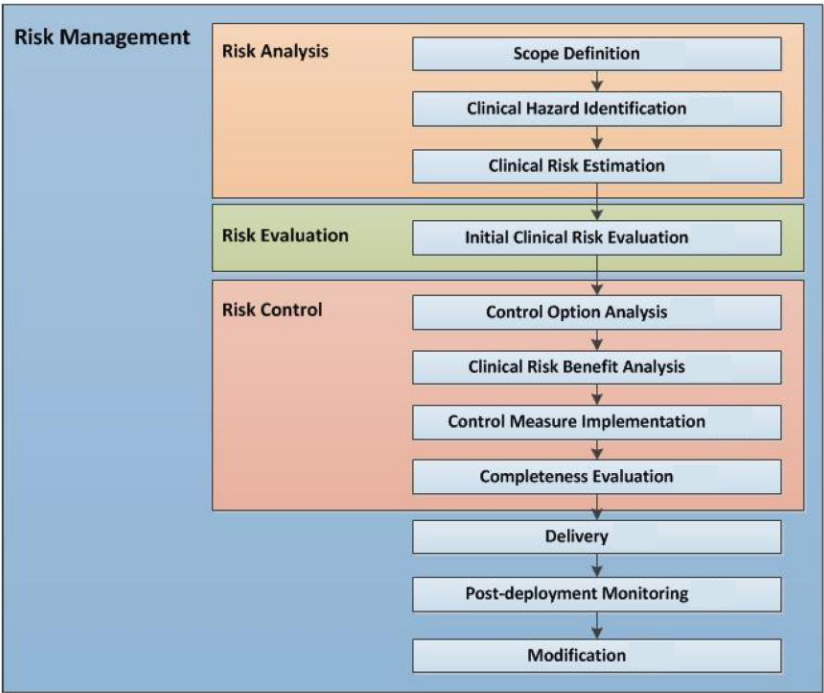 Risk Management
Risk Analysis
Scope Definition
Clinical Hazard Identification
Clinical Risk Estimation
Risk Evaluation
Initial Clinical Risk Evaluation
Risk Control
Control Option Analysis
Clinical Risk Benefit Analysis
Control Measure Implementation
Completeness Evaluation
Delivery
Post-deployment Monitoring
Modification